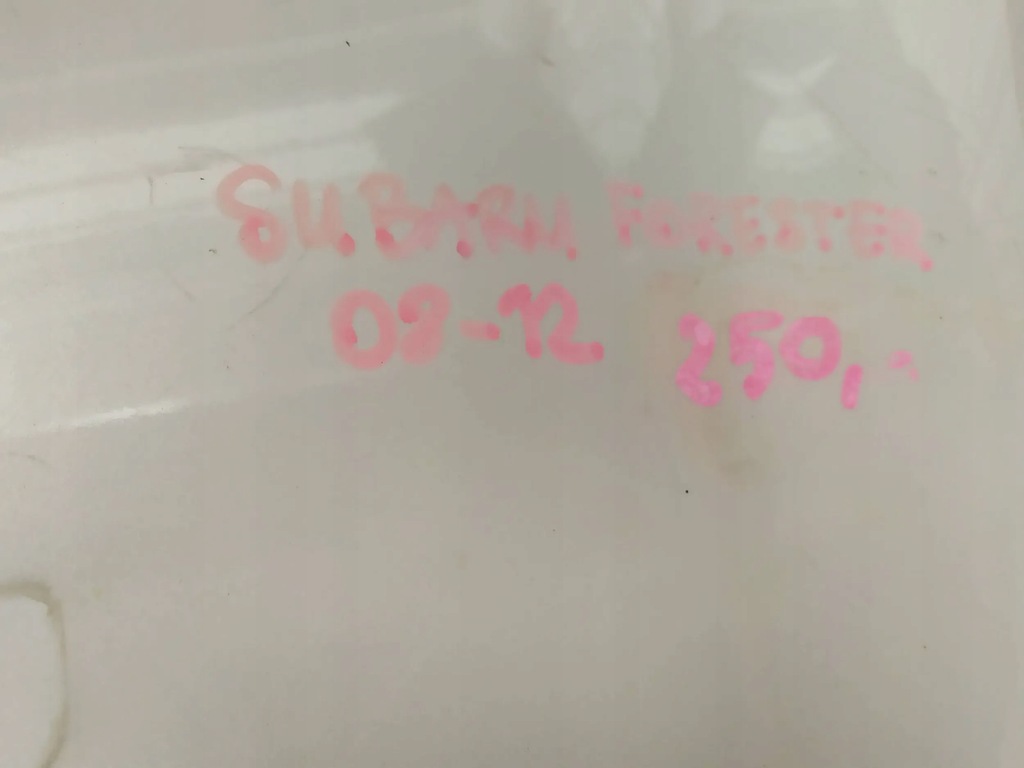 SUBARU FORESTER
08-12 250,-